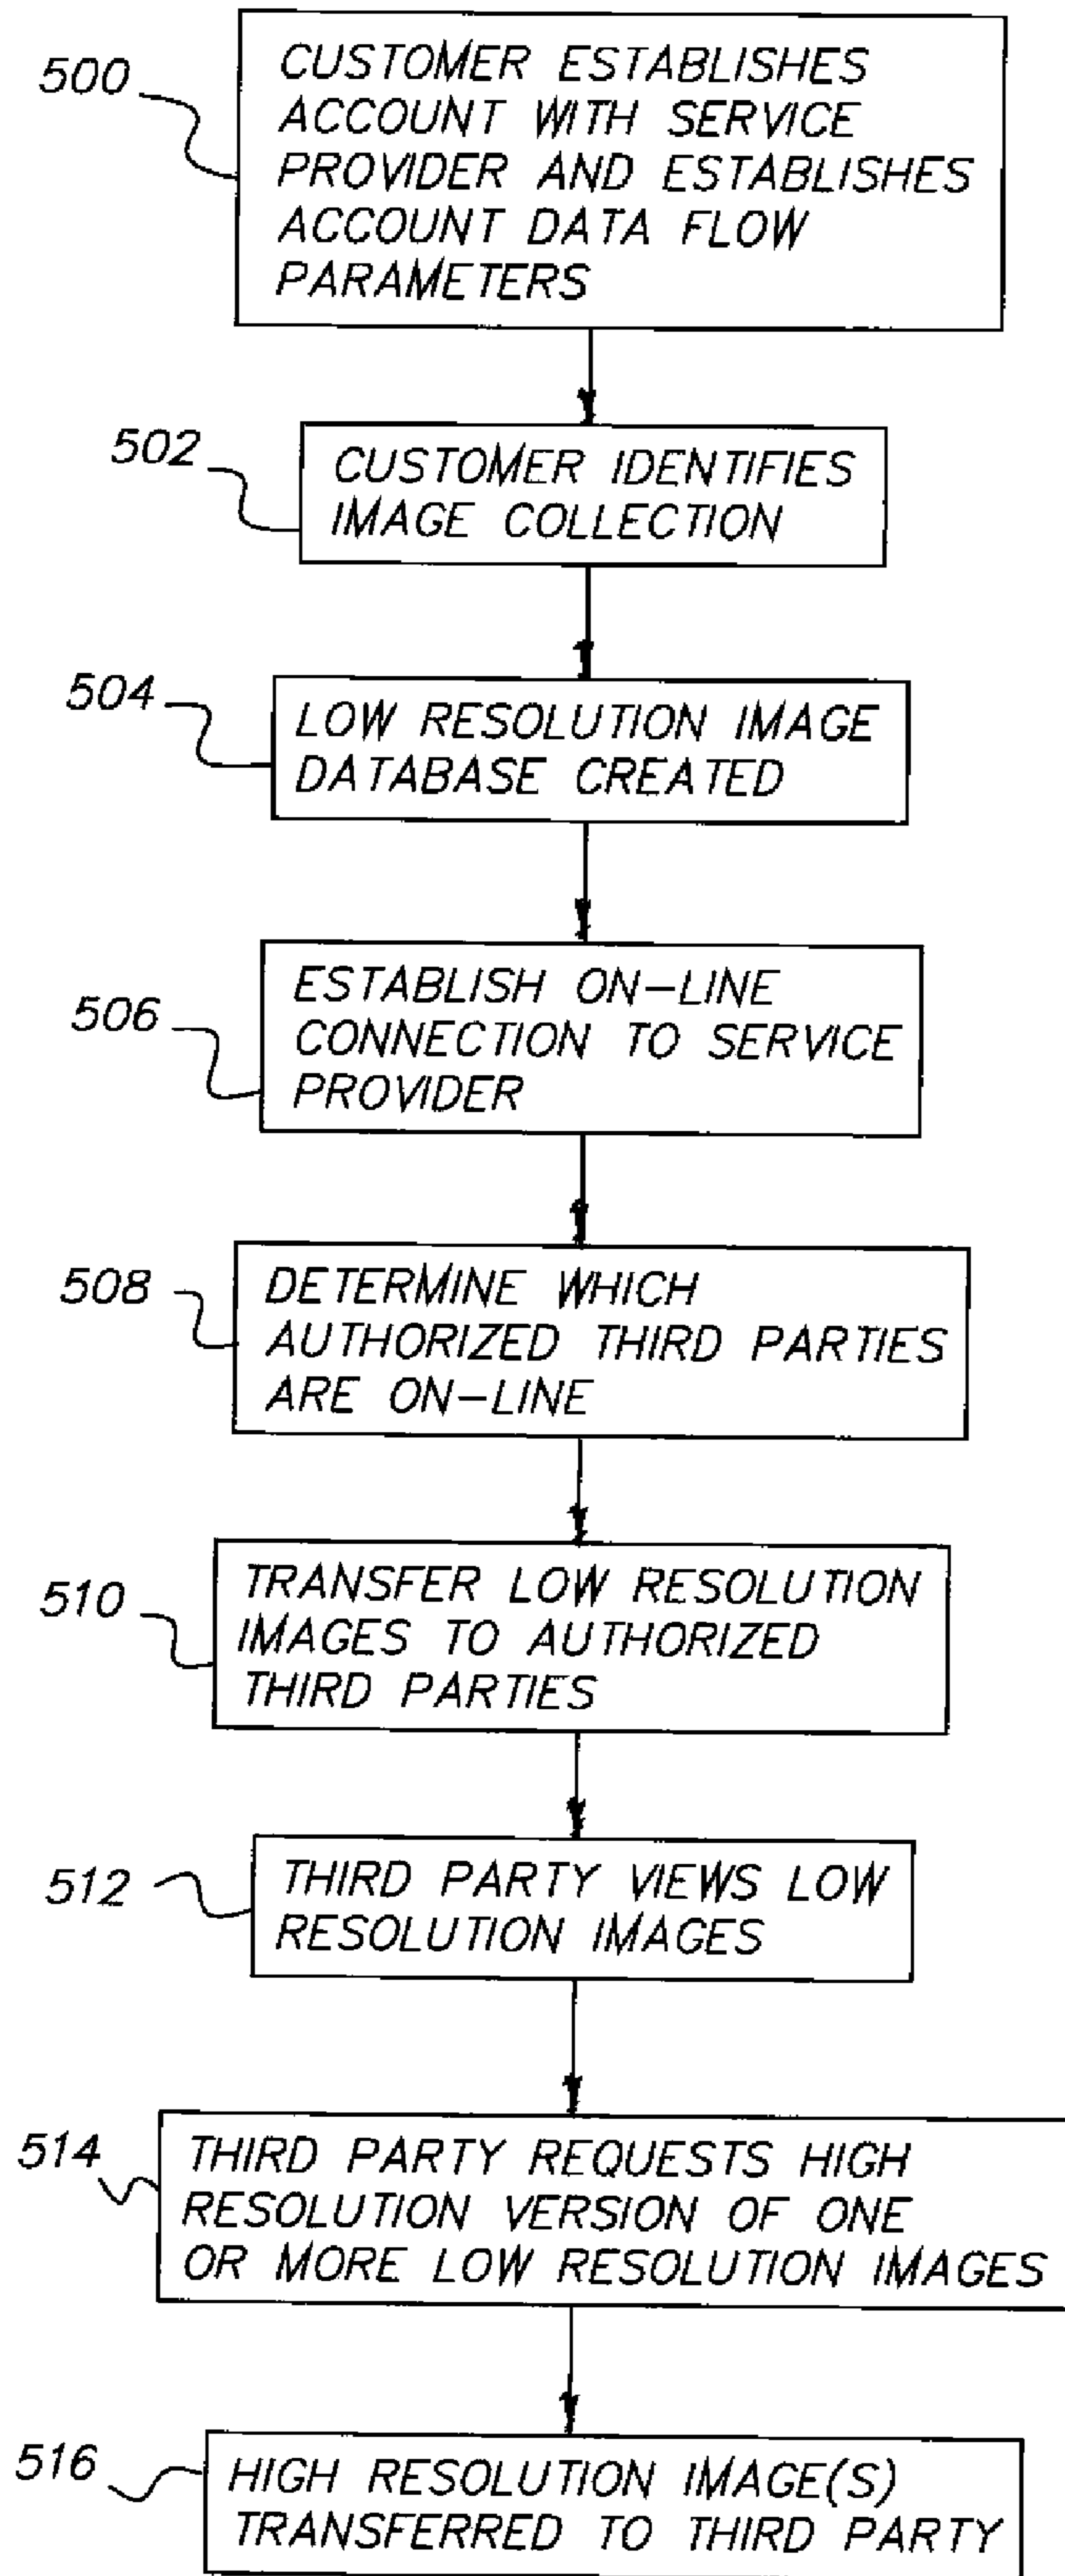 500
CUSTOMER ESTABLISHES
ACCOUNT WITH SERVICE
PROVIDER AND ESTABLISHES
ACCOUNT DATA FLOW
PARAMETERS
502
CUSTOMER IDENTIFIES
IMAGE COLLECTION
504
LOW RESOLUTION IMAGE
DATABASE CREATED
506
ESTABLISH ON-LINE
CONNECTION TO SERVICE
PROVIDER
508
DETERMINE WHICH
AUTHORIZED THIRD PARTIES
ARE ON-LINE
510
TRANSFER LOW RESOLUTION
IMAGES TO AUTHORIZED
THIRD PARTIES
512
THIRD PARTY VIEWS LOW
RESOLUTION IMAGES
514
THIRD PARTY REQUESTS HIGH
RESOLUTION VERSION OF ONE
OR MORE LOW RESOLUTION IMAGES
516
HIGH RESOLUTION IMAGE(S)
TRANSFERRED TO THIRD PARTY